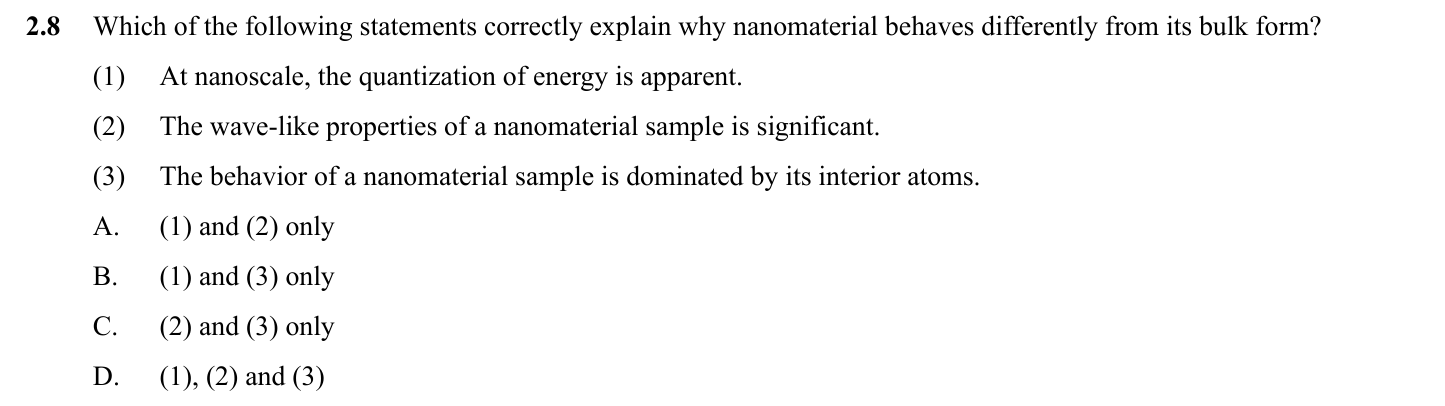 2.8 Which of the following statements correctly explain why nanomaterial behaves differently from its bulk form?
(1) At nanoscale, the quantization of energy is apparent.
(2) The wave-like properties of a nanomaterial sample is significant.
(3) The behavior of a nanomaterial sample is dominated by its interior atoms.
A. (1) and (2) only
B. (1) and (3) only
C. (2) and (3) only
D. (1), (2) and (3)